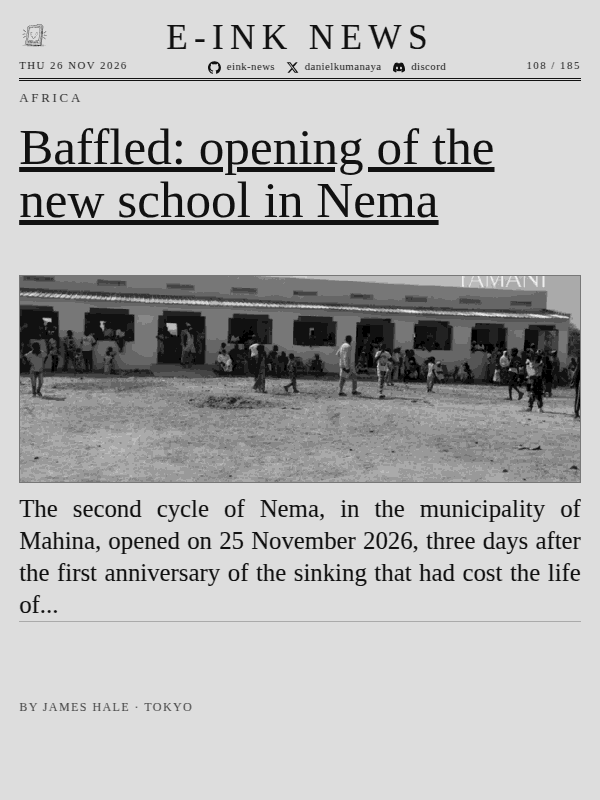 E-INK NEWS
THU 26 NOV 2026
eink-news
danielkumanaya
discord
108 / 185
AFRICA
Baffled: opening of the
new school in Nema
TAMANI
The second cycle of Nema, in the municipality of
Mahina, opened on 25 November 2026, three days after
the first anniversary of the sinking that had cost the life
of...
BY JAMES HALE · TOKYO